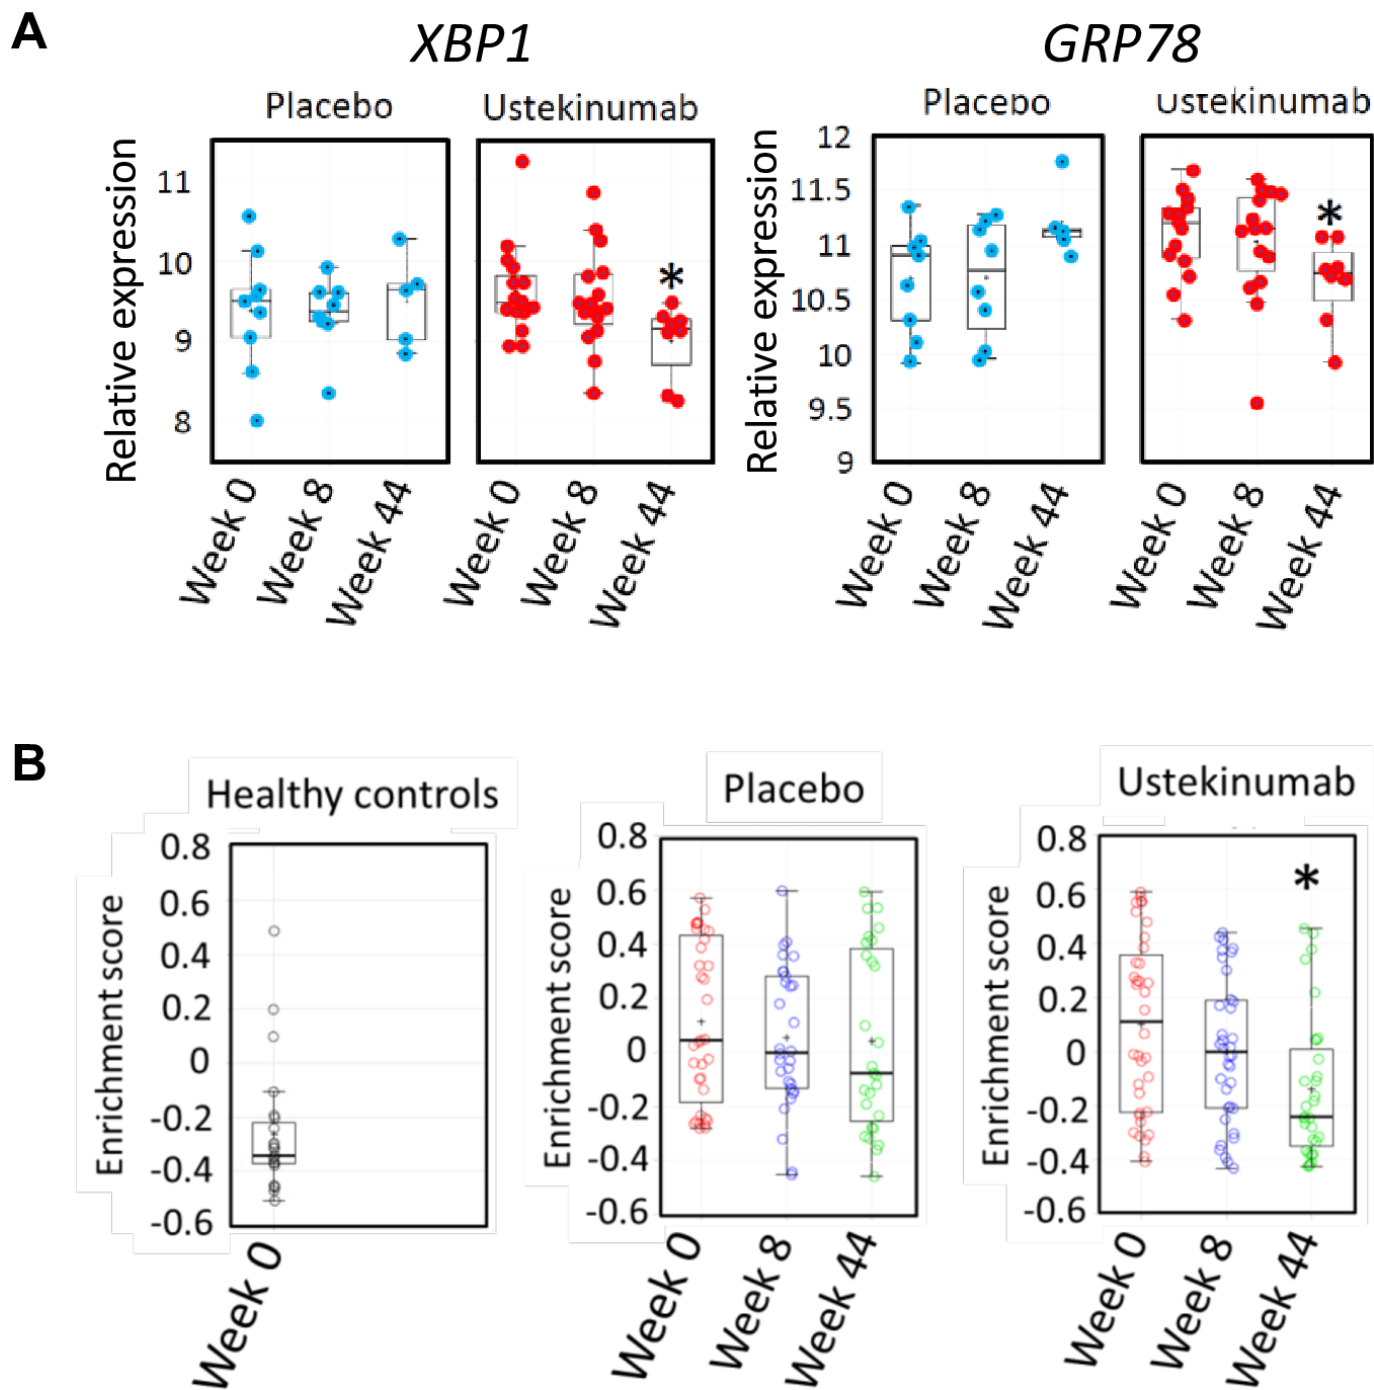 A
XBP1
GRP78
Placebo
Ustekinumab
Placebo
Ustekinumab
Relative expression
11
10
9
8
Relative expression
12
11.5
11
10.5
10
9.5
9
*
*
Week 0
Week 8
Week 44
Week 0
Week 8
Week 44
Week 0
Week 8
Week 44
Week 0
Week 8
Week 44
B
Healthy controls
Placebo
Ustekinumab
Enrichment score
0.8
0.6
0.4
0.2
0
-0.2
-0.4
-0.6
Week 0
Enrichment score
0.8
0.6
0.4
0.2
0
-0.2
-0.4
-0.6
Week 0
Week 8
Week 44
Enrichment score
0.8
0.6
0.4
0.2
0
-0.2
-0.4
-0.6
*
Week 0
Week 8
Week 44